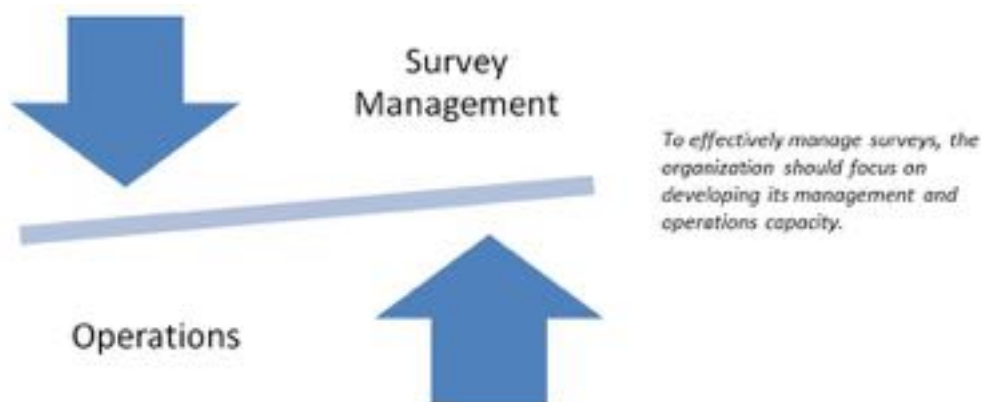 Survey
Management
To effectively manage surveys, the
organization should focus on
developing its management and
operations capacity.
Operations